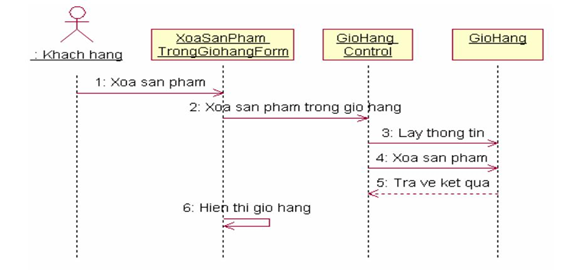 : Khach hang
XoaSanPham
TrongGiohangForm
GioHang
Control
GioHang
1: Xoa san pham
2: Xoa san pham trong gio hang
3: Lay thong tin
4: Xoa san pham
5: Tra ve ket qua
6: Hien thi gio hang